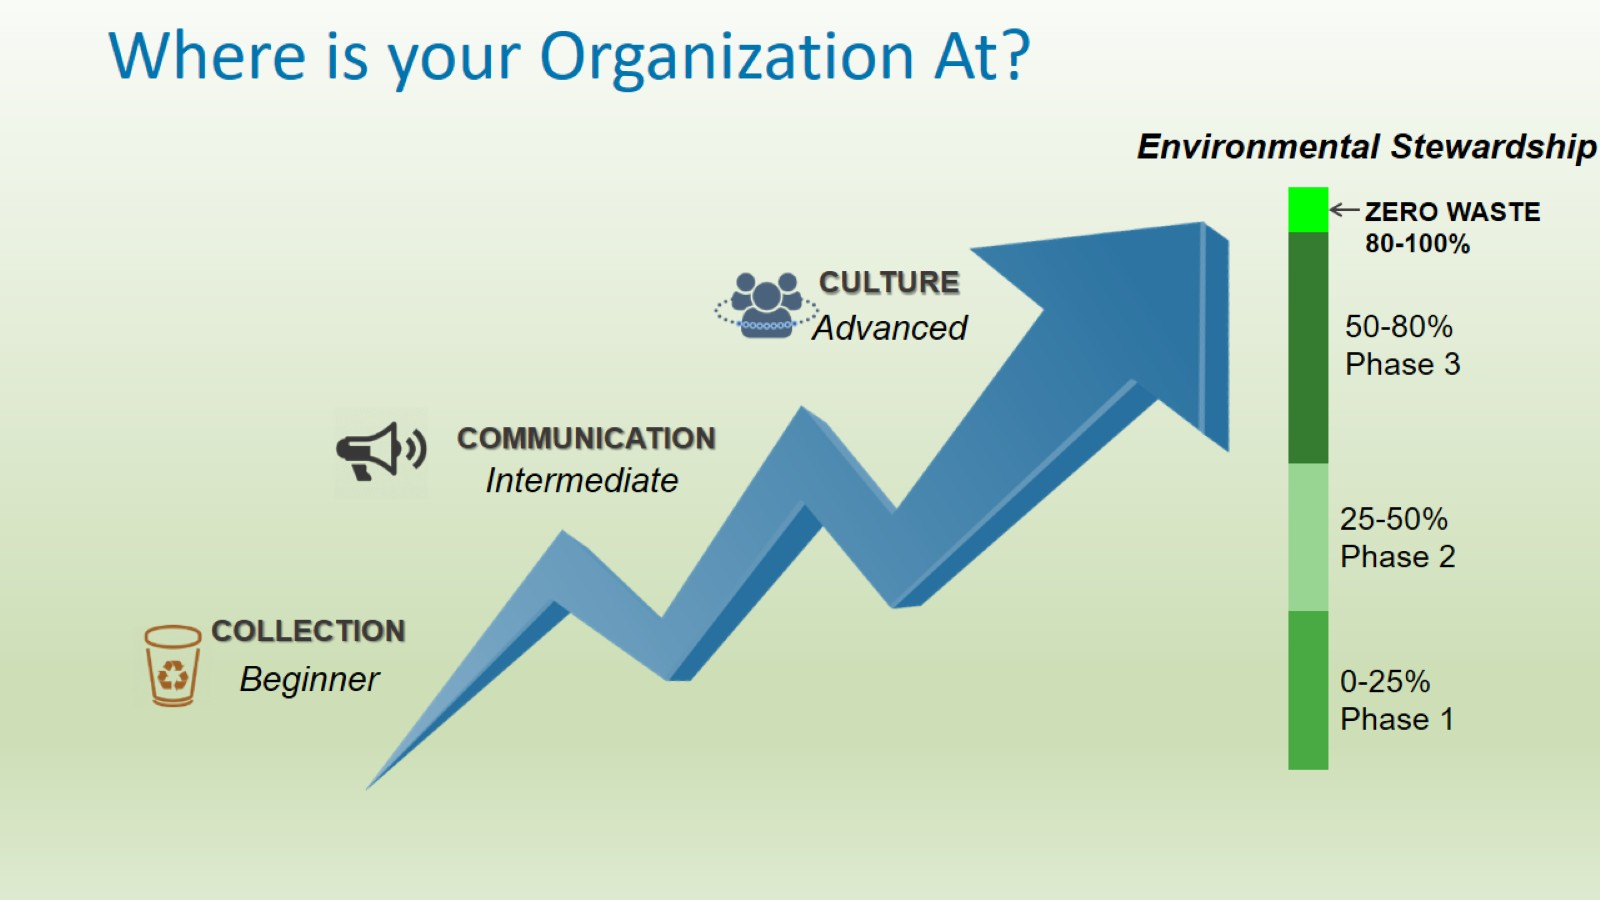 Where is your Organization At?
Environmental Stewardship
ZERO WASTE
80-100%
CULTURE
Advanced
50-80%
Phase 3
COMMUNICATION
Intermediate
25-50%
Phase 2
COLLECTION
Beginner
0-25%
Phase 1